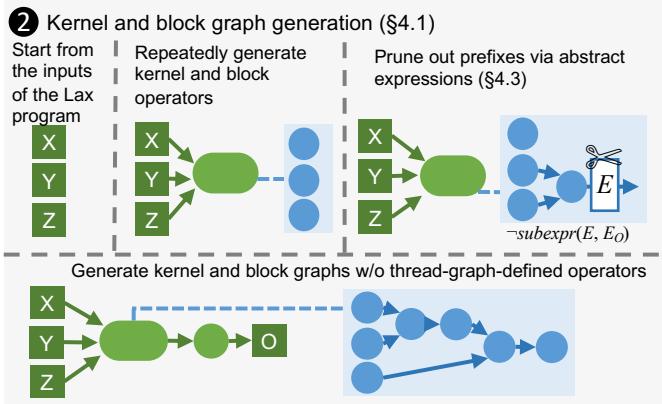 2 Kernel and block graph generation (§4.1)
Start from
the inputs
of the Lax
program
X
Y
Z
Repeatedly generate
kernel and block
operators
X
Y
Z
Prune out prefixes via abstract
expressions (§4.3)
X
Y
Z
E
¬subexpr(E, E_O)
Generate kernel and block graphs w/o thread-graph-defined operators
X
Y
Z
O